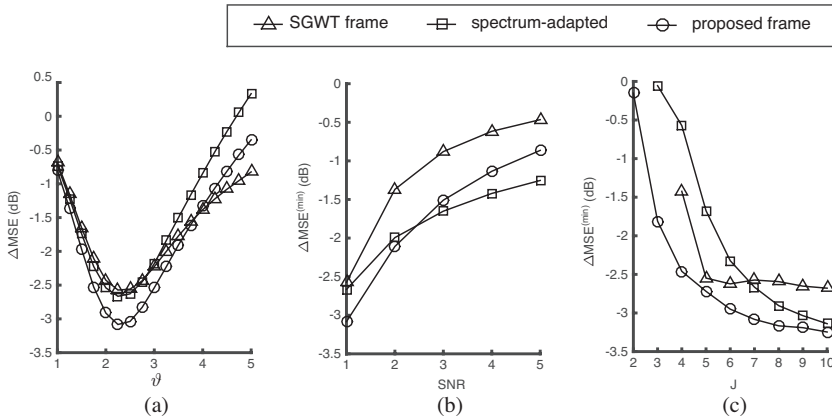 SGWT frame spectrum-adapted proposed frame
0.5
0
-0.5
-1
-1.5
-2
-2.5
-3
-3.5
ΔMSE (dB)
1 2 3 4 5
ϑ
(a)
0
-0.5
-1
-1.5
-2
-2.5
-3
-3.5
ΔMSE(min) (dB)
1 2 3 4 5
SNR
(b)
0
-0.5
-1
-1.5
-2
-2.5
-3
-3.5
ΔMSE(min) (dB)
2 3 4 5 6 7 8 9 10
J
(c)